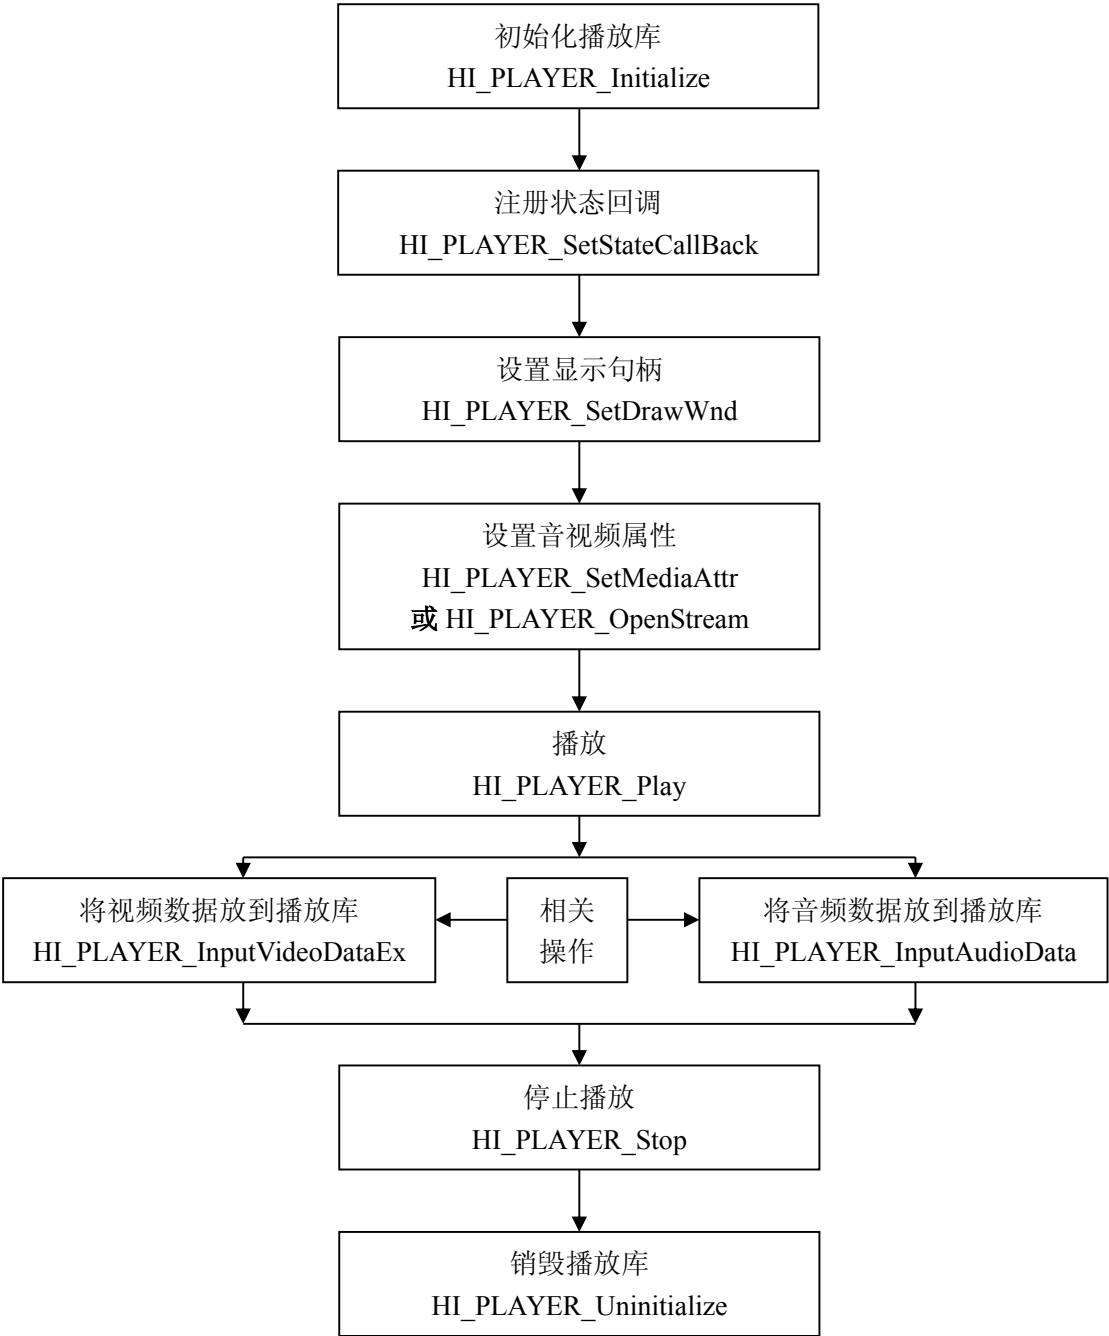 初始化播放库
HI_PLAYER_Initialize
注册状态回调
HI_PLAYER_SetStateCallBack
设置显示句柄
HI_PLAYER_SetDrawWnd
设置音视频属性
HI_PLAYER_SetMediaAttr
或 HI_PLAYER_OpenStream
播放
HI_PLAYER_Play
将视频数据放到播放库
HI_PLAYER_InputVideoDataEx
相关
操作
将音频数据放到播放库
HI_PLAYER_InputAudioData
停止播放
HI_PLAYER_Stop
销毁播放库
HI_PLAYER_Uninitialize